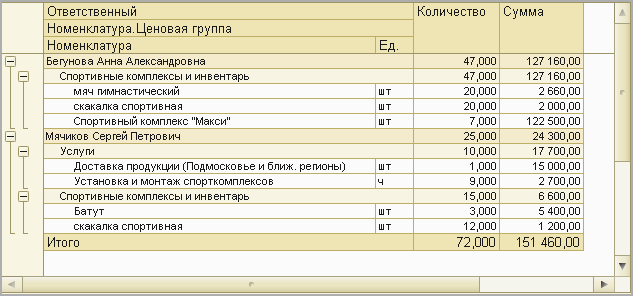 Ответственный Количество Сумма
Номенклатура.Ценовая группа
Номенклатура Ед.
Бегунова Анна Александровна 47,000 127 160,00
Спортивные комплексы и инвентарь 47,000 127 160,00
мяч гимнастический шт 20,000 2 660,00
скакалка спортивная шт 20,000 2 000,00
Спортивный комплекс "Макси" шт 7,000 122 500,00
Мячиков Сергей Петрович 25,000 24 300,00
Услуги 10,000 17 700,00
Доставка продукции (Подмосковье и ближ. регионы) шт 1,000 15 000,00
Установка и монтаж спорткомплексов ч 9,000 2 700,00
Спортивные комплексы и инвентарь 15,000 6 600,00
Батут шт 3,000 5 400,00
скакалка спортивная шт 12,000 1 200,00
Итого 72,000 151 460,00